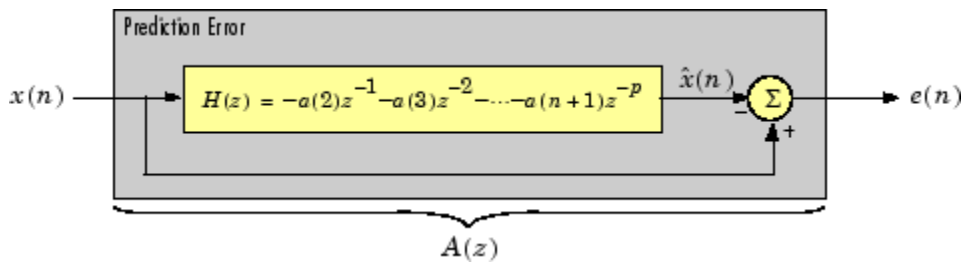 Prediction Error
x(n)
H(z) = −a(2)z⁻¹−a(3)z⁻²−⋯−a(n+1)z⁻ᵖ
x̂(n)
−
Σ
+
e(n)
A(z)